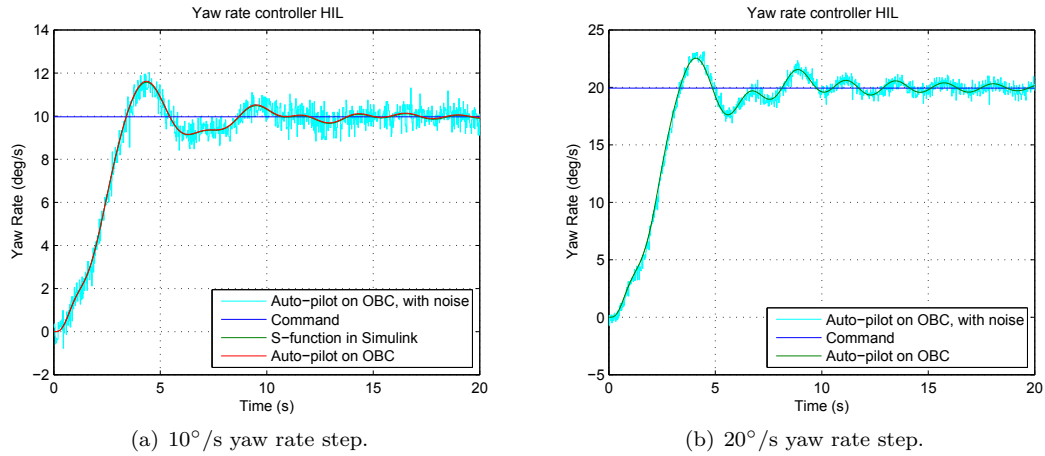 Yaw rate controller HIL
14
12
10
8
6
4
2
0
−2
Yaw Rate (deg/s)
0
5
10
15
20
Time (s)
Auto−pilot on OBC, with noise
Command
S−function in Simulink
Auto−pilot on OBC
(a) 10°/s yaw rate step.
Yaw rate controller HIL
25
20
15
10
5
0
−5
Yaw Rate (deg/s)
0
5
10
15
20
Time (s)
Auto−pilot on OBC, with noise
Command
Auto−pilot on OBC
(b) 20°/s yaw rate step.